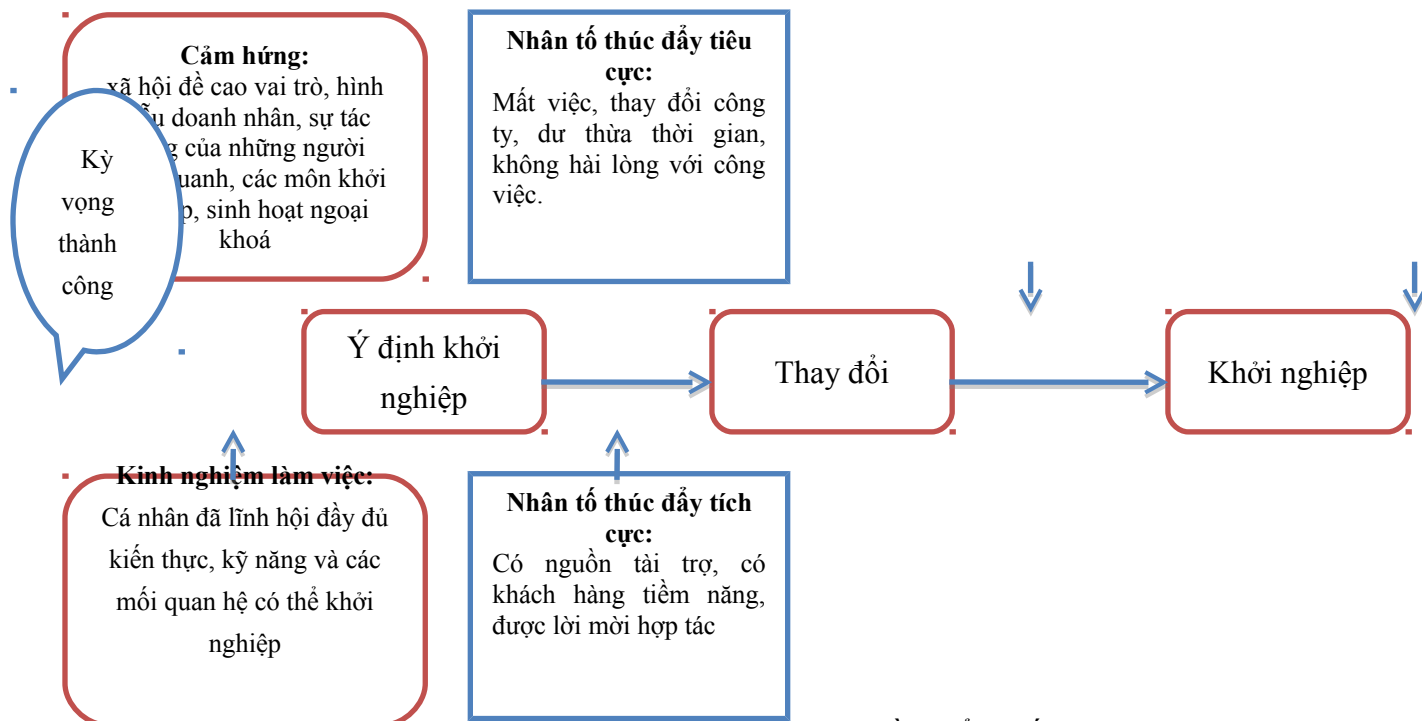 Cảm hứng:
xã hội đề cao vai trò, hình
doanh nhân, sự tác
của những người
các môn khởi
sinh hoạt ngoại
khoá
Nhân tố thúc đẩy tiêu
cực:
Mất việc, thay đổi công
ty, dư thừa thời gian,
không hài lòng với công
việc.
Kỳ
vọng
thành
công
Ý định khởi
nghiệp
Thay đổi
Khởi nghiệp
Kinh nghiệm làm việc:
Cá nhân đã lĩnh hội đầy đủ
kiến thức, kỹ năng và các
mối quan hệ có thể khởi
nghiệp
Nhân tố thúc đẩy tích
cực:
Có nguồn tài trợ, có
khách hàng tiềm năng,
được lời mời hợp tác